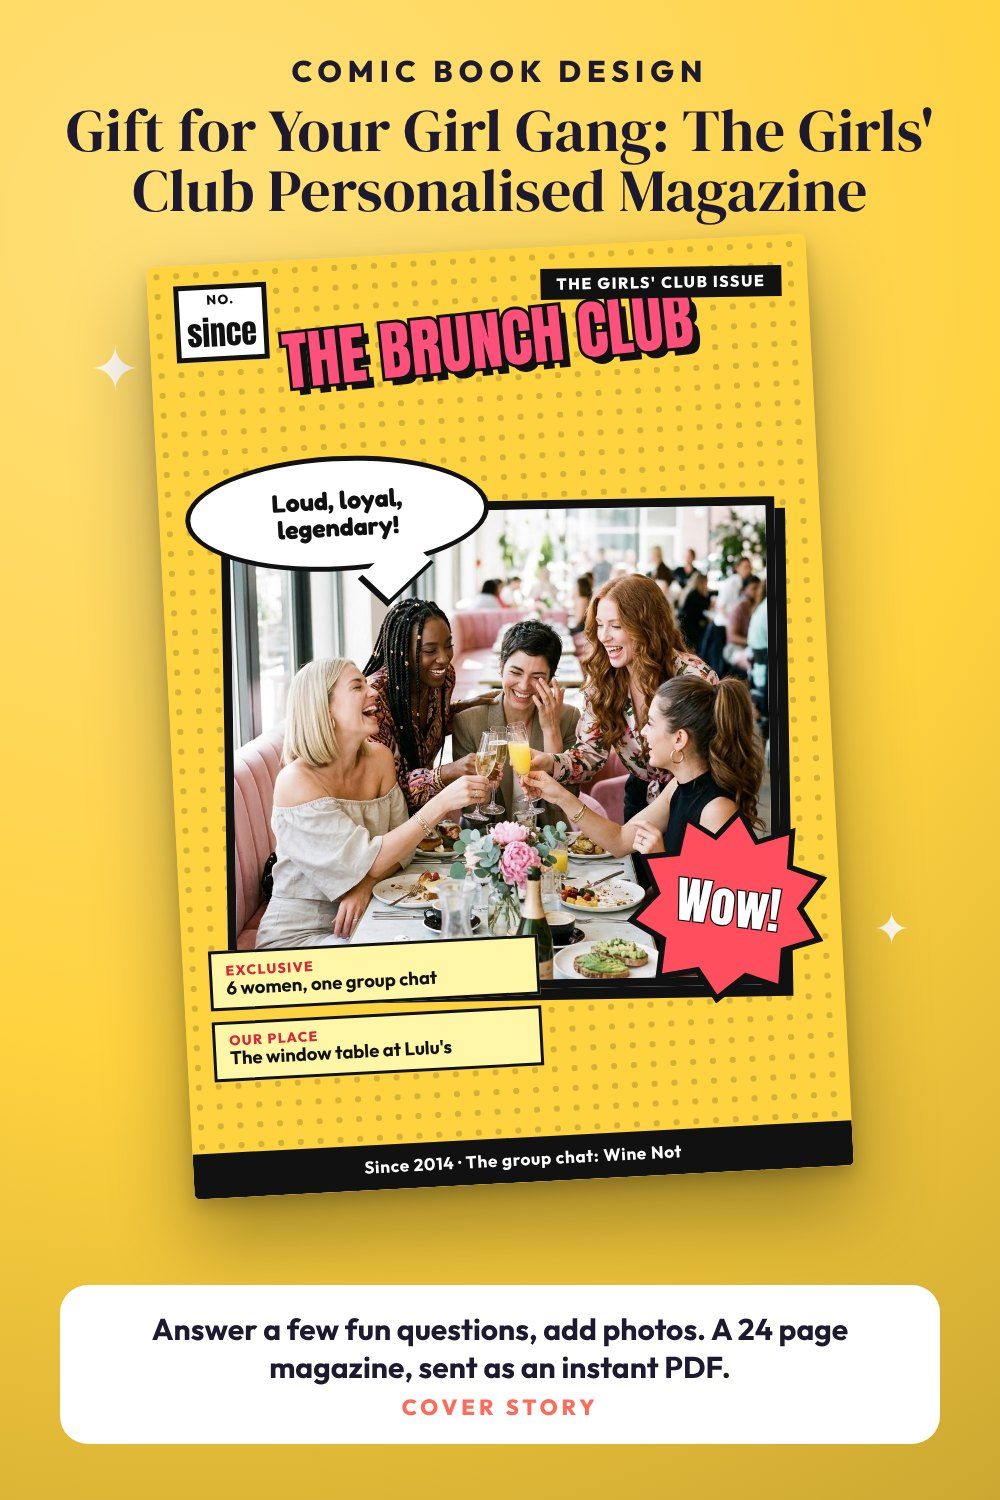 COMIC BOOK DESIGN
Gift for Your Girl Gang: The Girls'
Club Personalised Magazine
NO.
since
THE GIRLS' CLUB ISSUE
THE BRUNCH CLUB
Loud, loyal,
legendary!
Wow!
EXCLUSIVE
6 women, one group chat
OUR PLACE
The window table at Lulu's
Since 2014 · The group chat: Wine Not
Answer a few fun questions, add photos. A 24 page
magazine, sent as an instant PDF.
COVER STORY